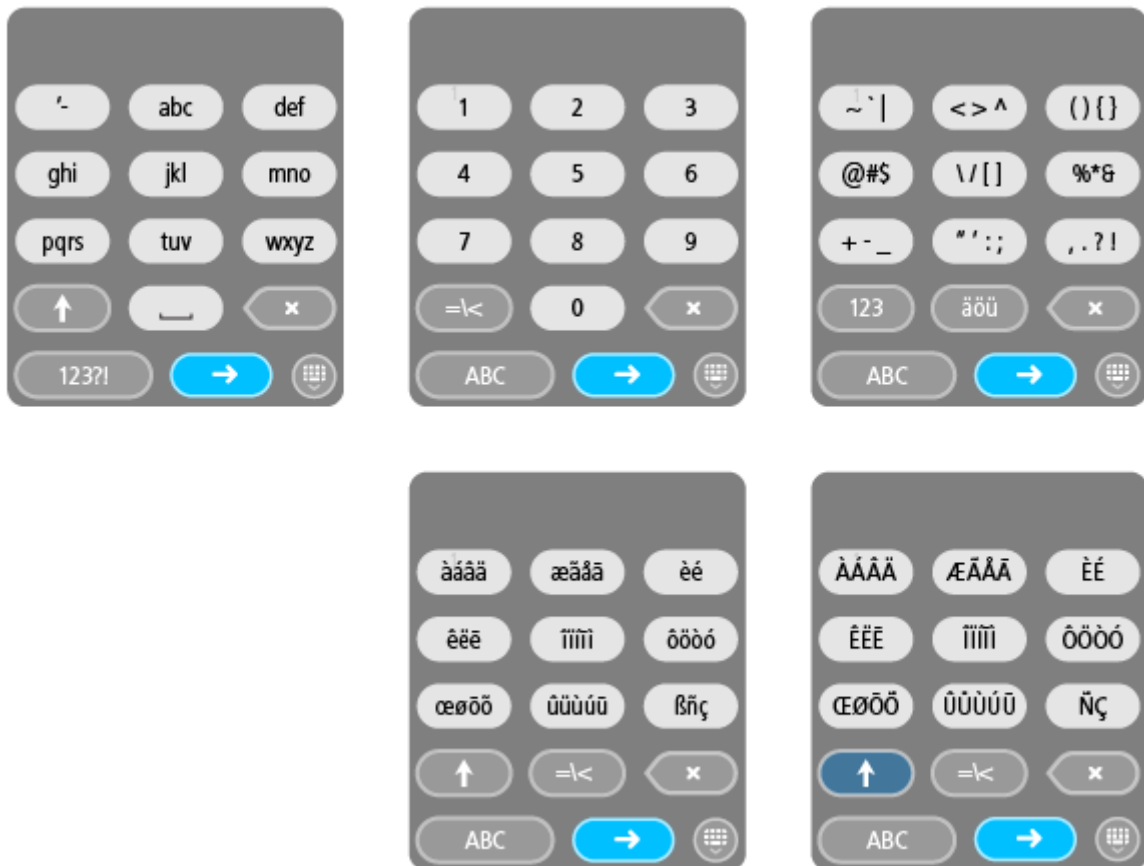 '- abc def
ghi jkl mno
pqrs tuv wxyz
123?!
1 2 3
4 5 6
7 8 9
=\< 0
ABC
~`| <>^ (){}
@#$ \/[] %*&
+-_ "':; ,.?!
123 äöü
ABC
àáâä æãåā èé
êëē îïīì ôöòó
œøōõ ûüùúū ßñç
=\<
ABC
ÀÁÂÄ ÆÃÅĀ ÈÉ
ÊËĒ ÎÏĪÌ ÔÖÒÓ
ŒØŌÕ ÛÜÙÚŪ ÑÇ
=\<
ABC